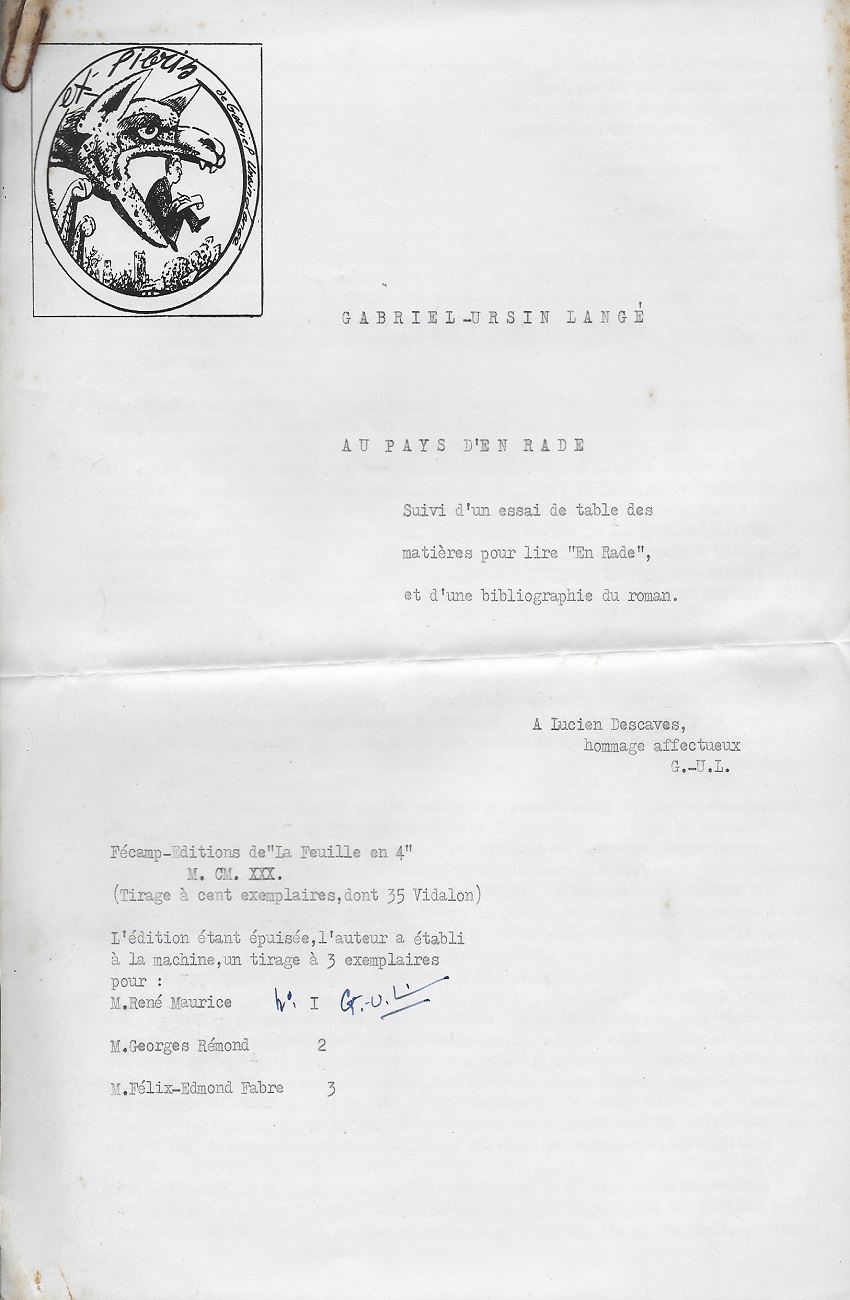 ex-libris
de Gabriel-Ursin Langé
GABRIEL-URSIN LANGÉ
AU PAYS D'EN RADE
Suivi d'un essai de table des
matières pour lire "En Rade",
et d'une bibliographie du roman.
A Lucien Descaves,
hommage affectueux
G.-U.L.
Fécamp-Editions de"La Feuille en 4"
M. CM. XXX.
(Tirage à cent exemplaires,dont 35 Vidalon)
L'édition étant épuisée,l'auteur a établi
à la machine,un tirage à 3 exemplaires
pour :
M.René Maurice N°. I G.-U.L.
M.Georges Rémond 2
M.Félix-Edmond Fabre 3